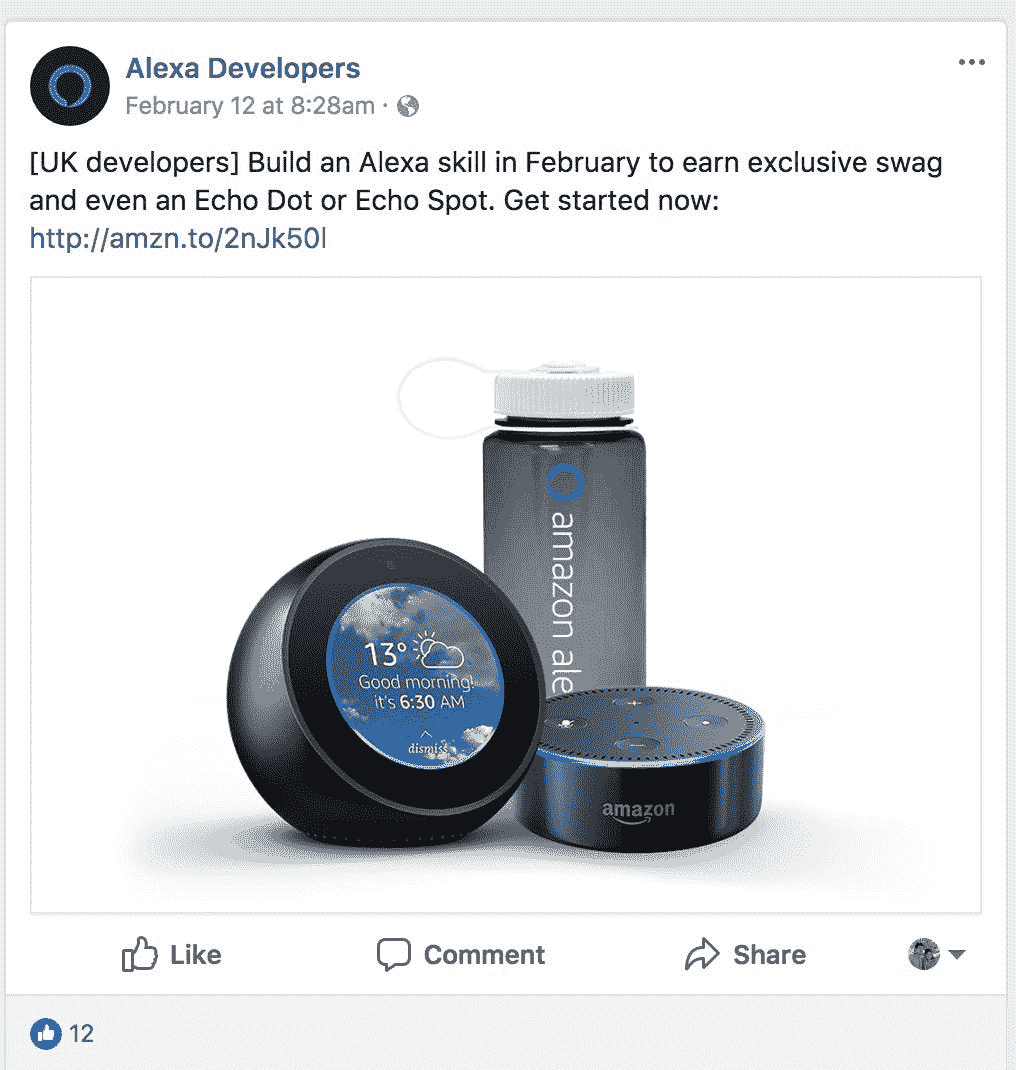 Alexa Developers
February 12 at 8:28am ·
[UK developers] Build an Alexa skill in February to earn exclusive swag
and even an Echo Dot or Echo Spot. Get started now:
http://amzn.to/2nJk50l
amazon ale
13°
Good morning!
it's 6:30 AM
dismiss
amazon
Like
Comment
Share
12